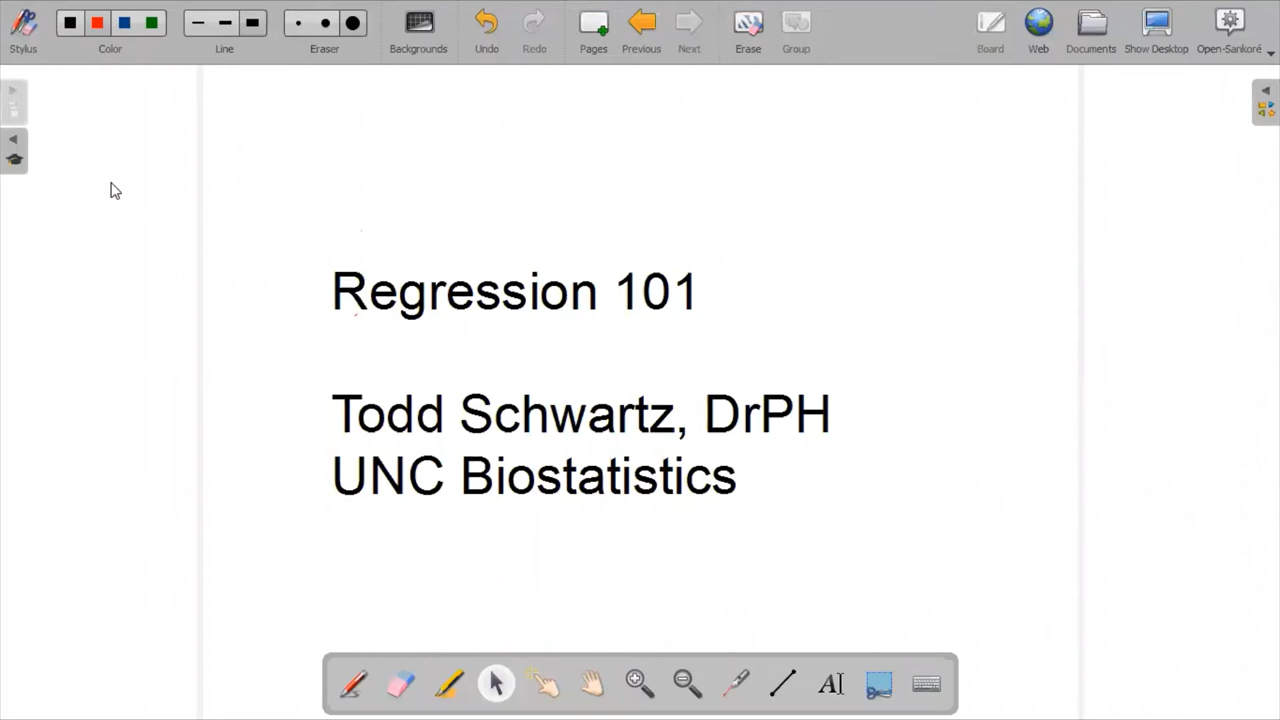 Stylus Color Line Eraser Backgrounds Undo Redo Pages Previous Next Erase Group Board Web Documents Show Desktop Open-Sankoré
Regression 101
Todd Schwartz, DrPH
UNC Biostatistics
AI